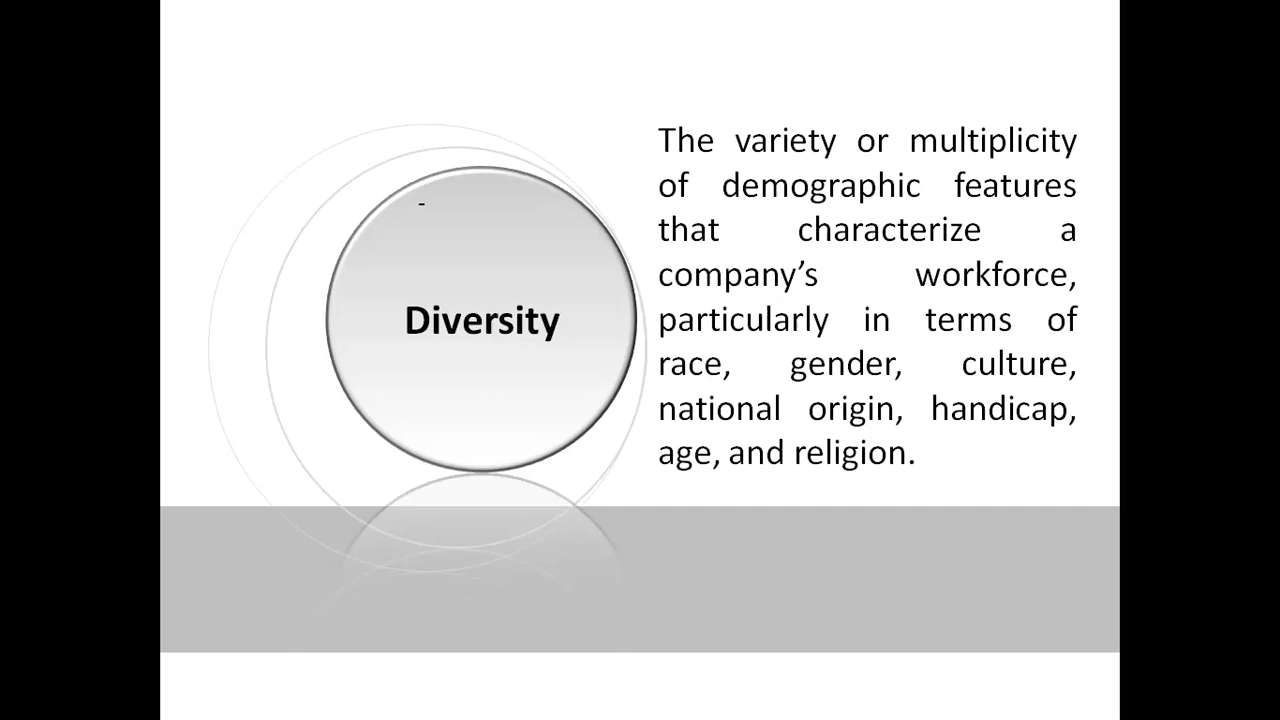 -
Diversity
The variety or multiplicity
of demographic features
that characterize a
company’s workforce,
particularly in terms of
race, gender, culture,
national origin, handicap,
age, and religion.